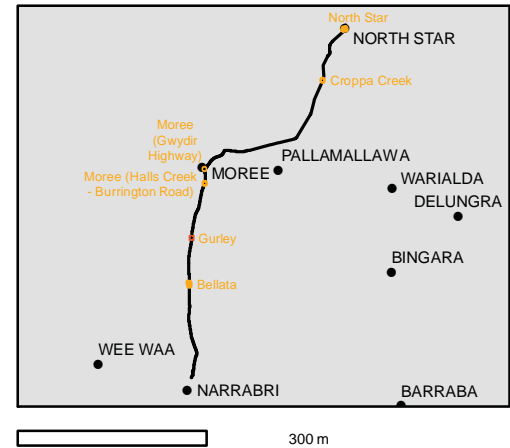 North Star
NORTH STAR
Croppa Creek
Moree
(Gwydir
Highway)
MOREE
PALLAMALLAWA
Moree (Halls Creek
- Burrington Road)
WARIALDA
DELUNGRA
Gurley
BINGARA
Bellata
WEE WAA
NARRABRI
BARRABA
300 m